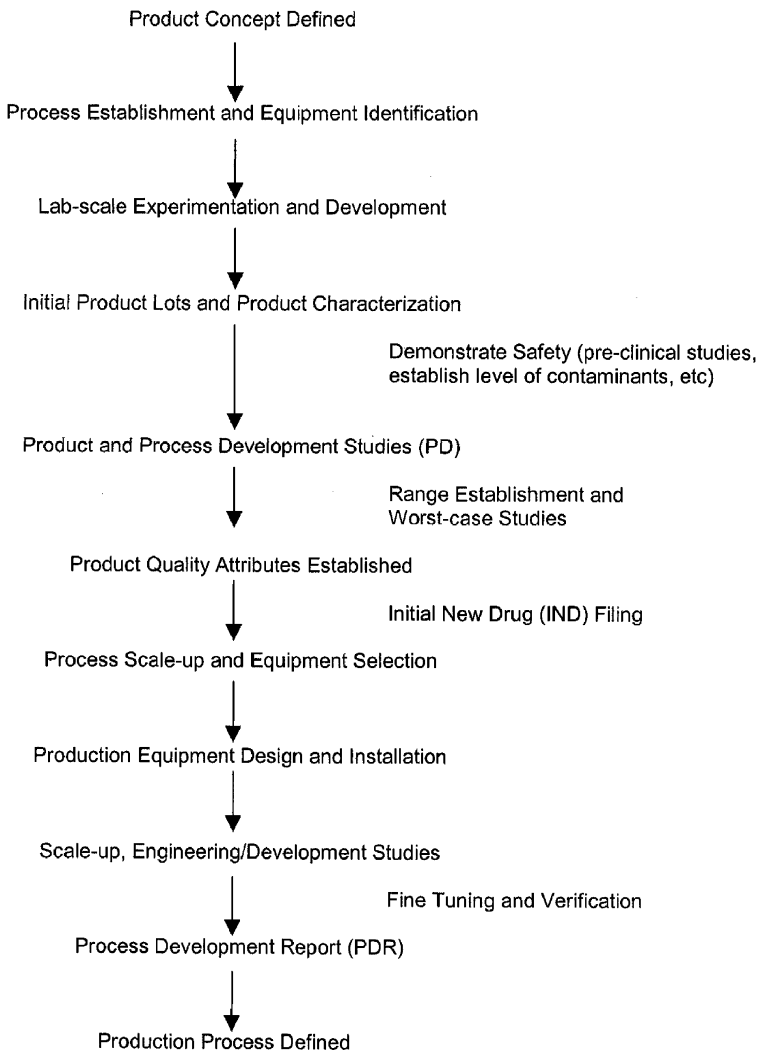 Product Concept Defined
Process Establishment and Equipment Identification
Lab-scale Experimentation and Development
Initial Product Lots and Product Characterization
Demonstrate Safety (pre-clinical studies,
establish level of contaminants, etc)
Product and Process Development Studies (PD)
Range Establishment and
Worst-case Studies
Product Quality Attributes Established
Initial New Drug (IND) Filing
Process Scale-up and Equipment Selection
Production Equipment Design and Installation
Scale-up, Engineering/Development Studies
Fine Tuning and Verification
Process Development Report (PDR)
Production Process Defined